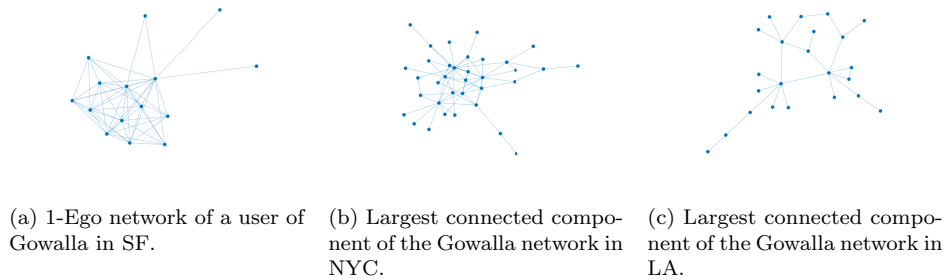 (a) 1-Ego network of a user of
Gowalla in SF.
(b) Largest connected compo-
nent of the Gowalla network in
NYC.
(c) Largest connected compo-
nent of the Gowalla network in
LA.